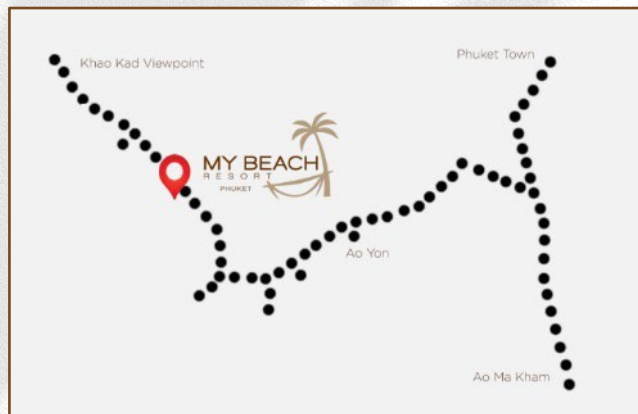 Khao Kad Viewpoint
Phuket Town
MY BEACH
RESORT
PHUKET
Ao Yon
Ao Ma Kham